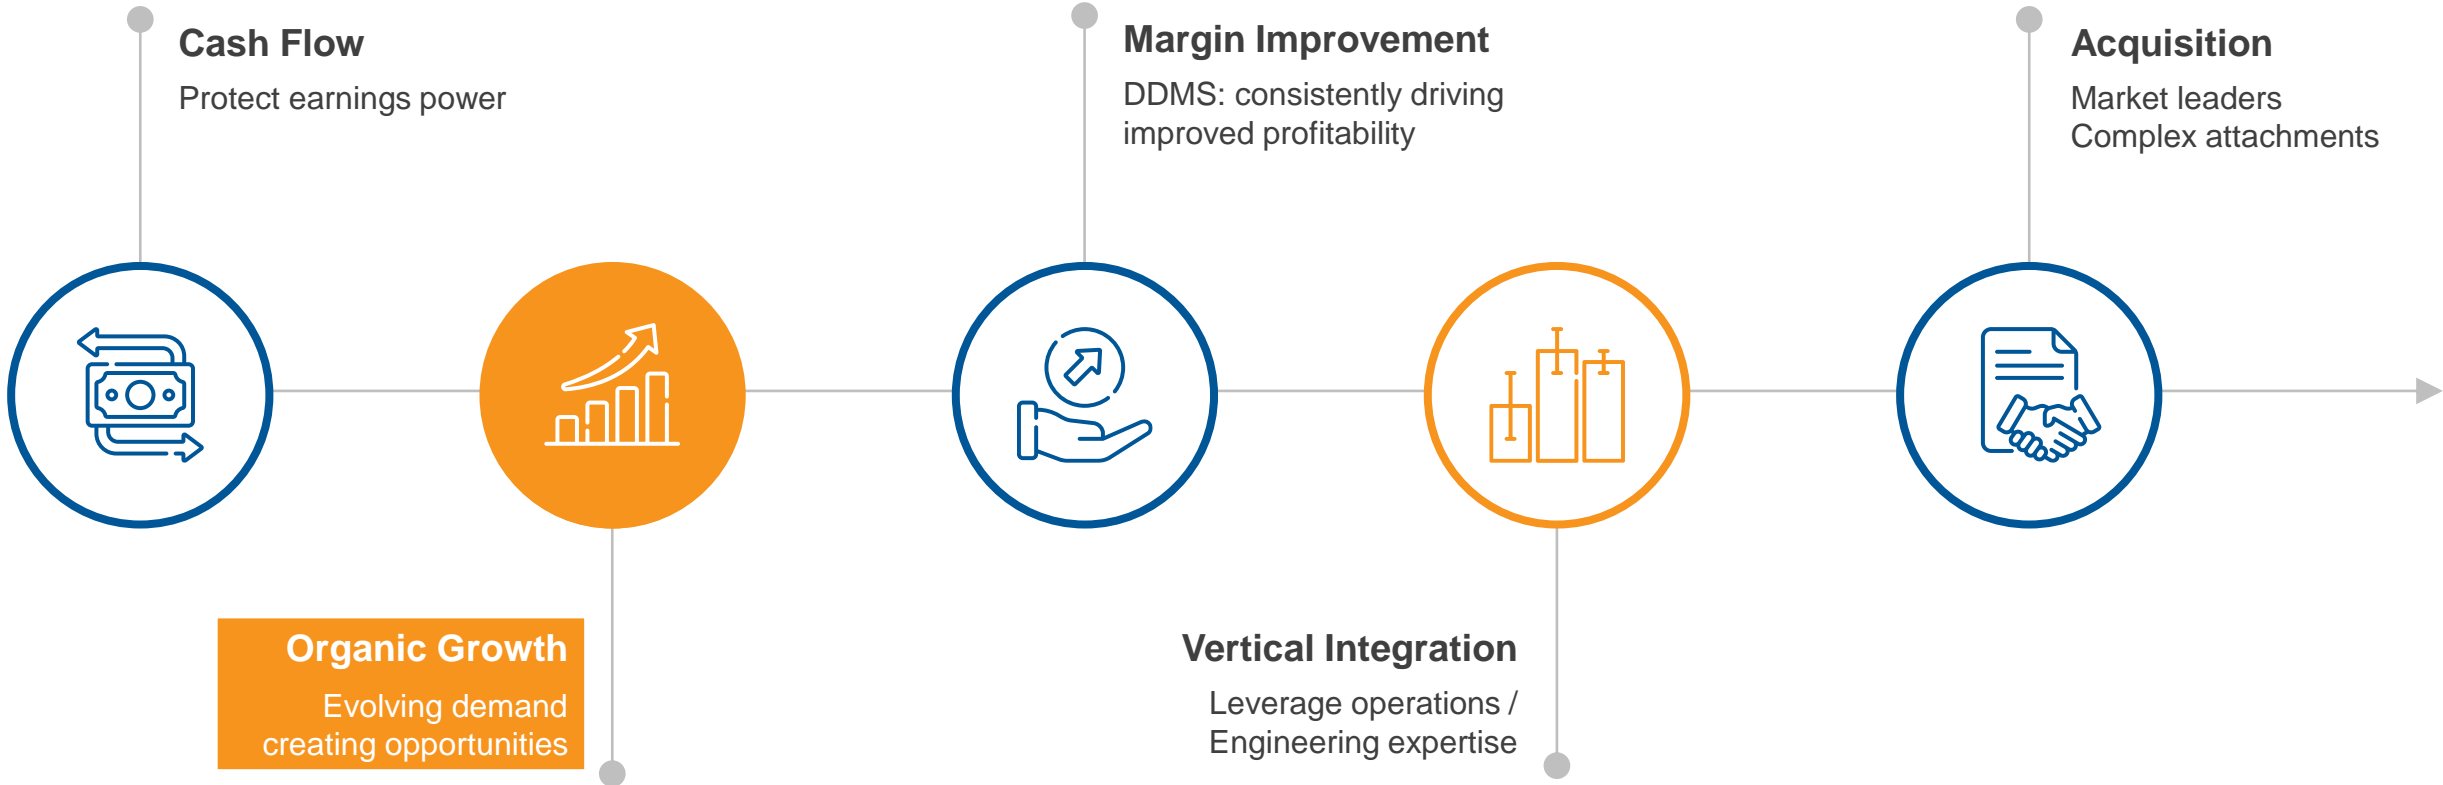 Cash Flow
Protect earnings power
Organic Growth
Evolving demand
creating opportunities
Margin Improvement
DDMS: consistently driving
improved profitability
Vertical Integration
Leverage operations /
Engineering expertise
Acquisition
Market leaders
Complex attachments